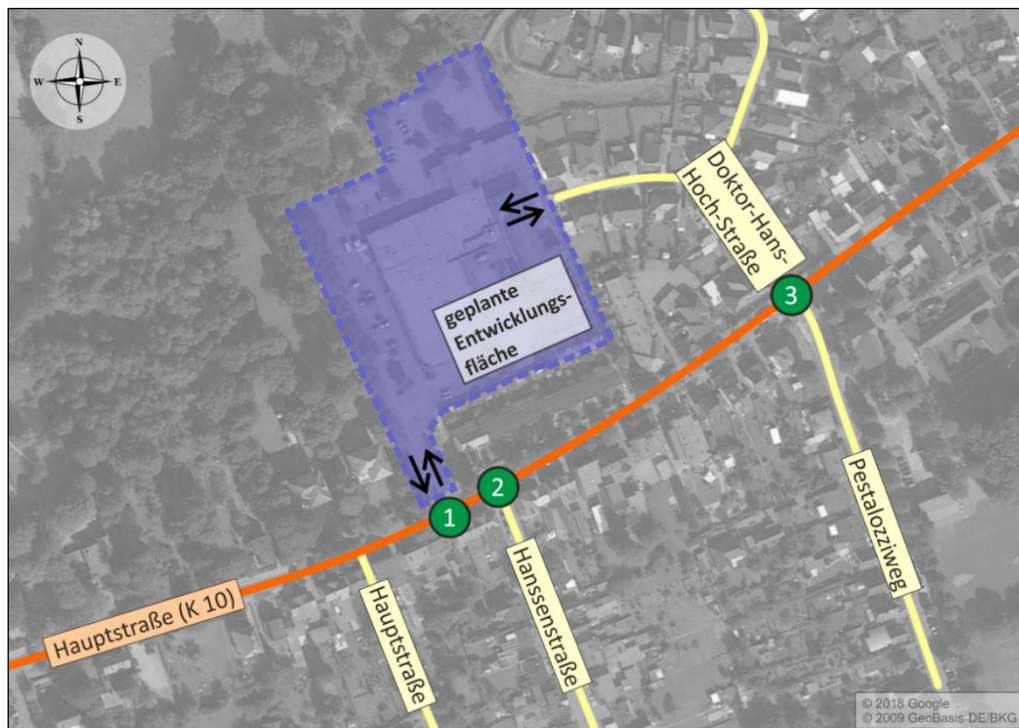 N
W E
S
Doktor-Hans-
Hoch-Straße
geplante
Entwicklungs-
fläche
3
2
1
Hauptstraße (K 10)
Hauptstraße
Hanssenstraße
Pestalozziweg
© 2018 Google
© 2009 GeoBasis-DE/BKG